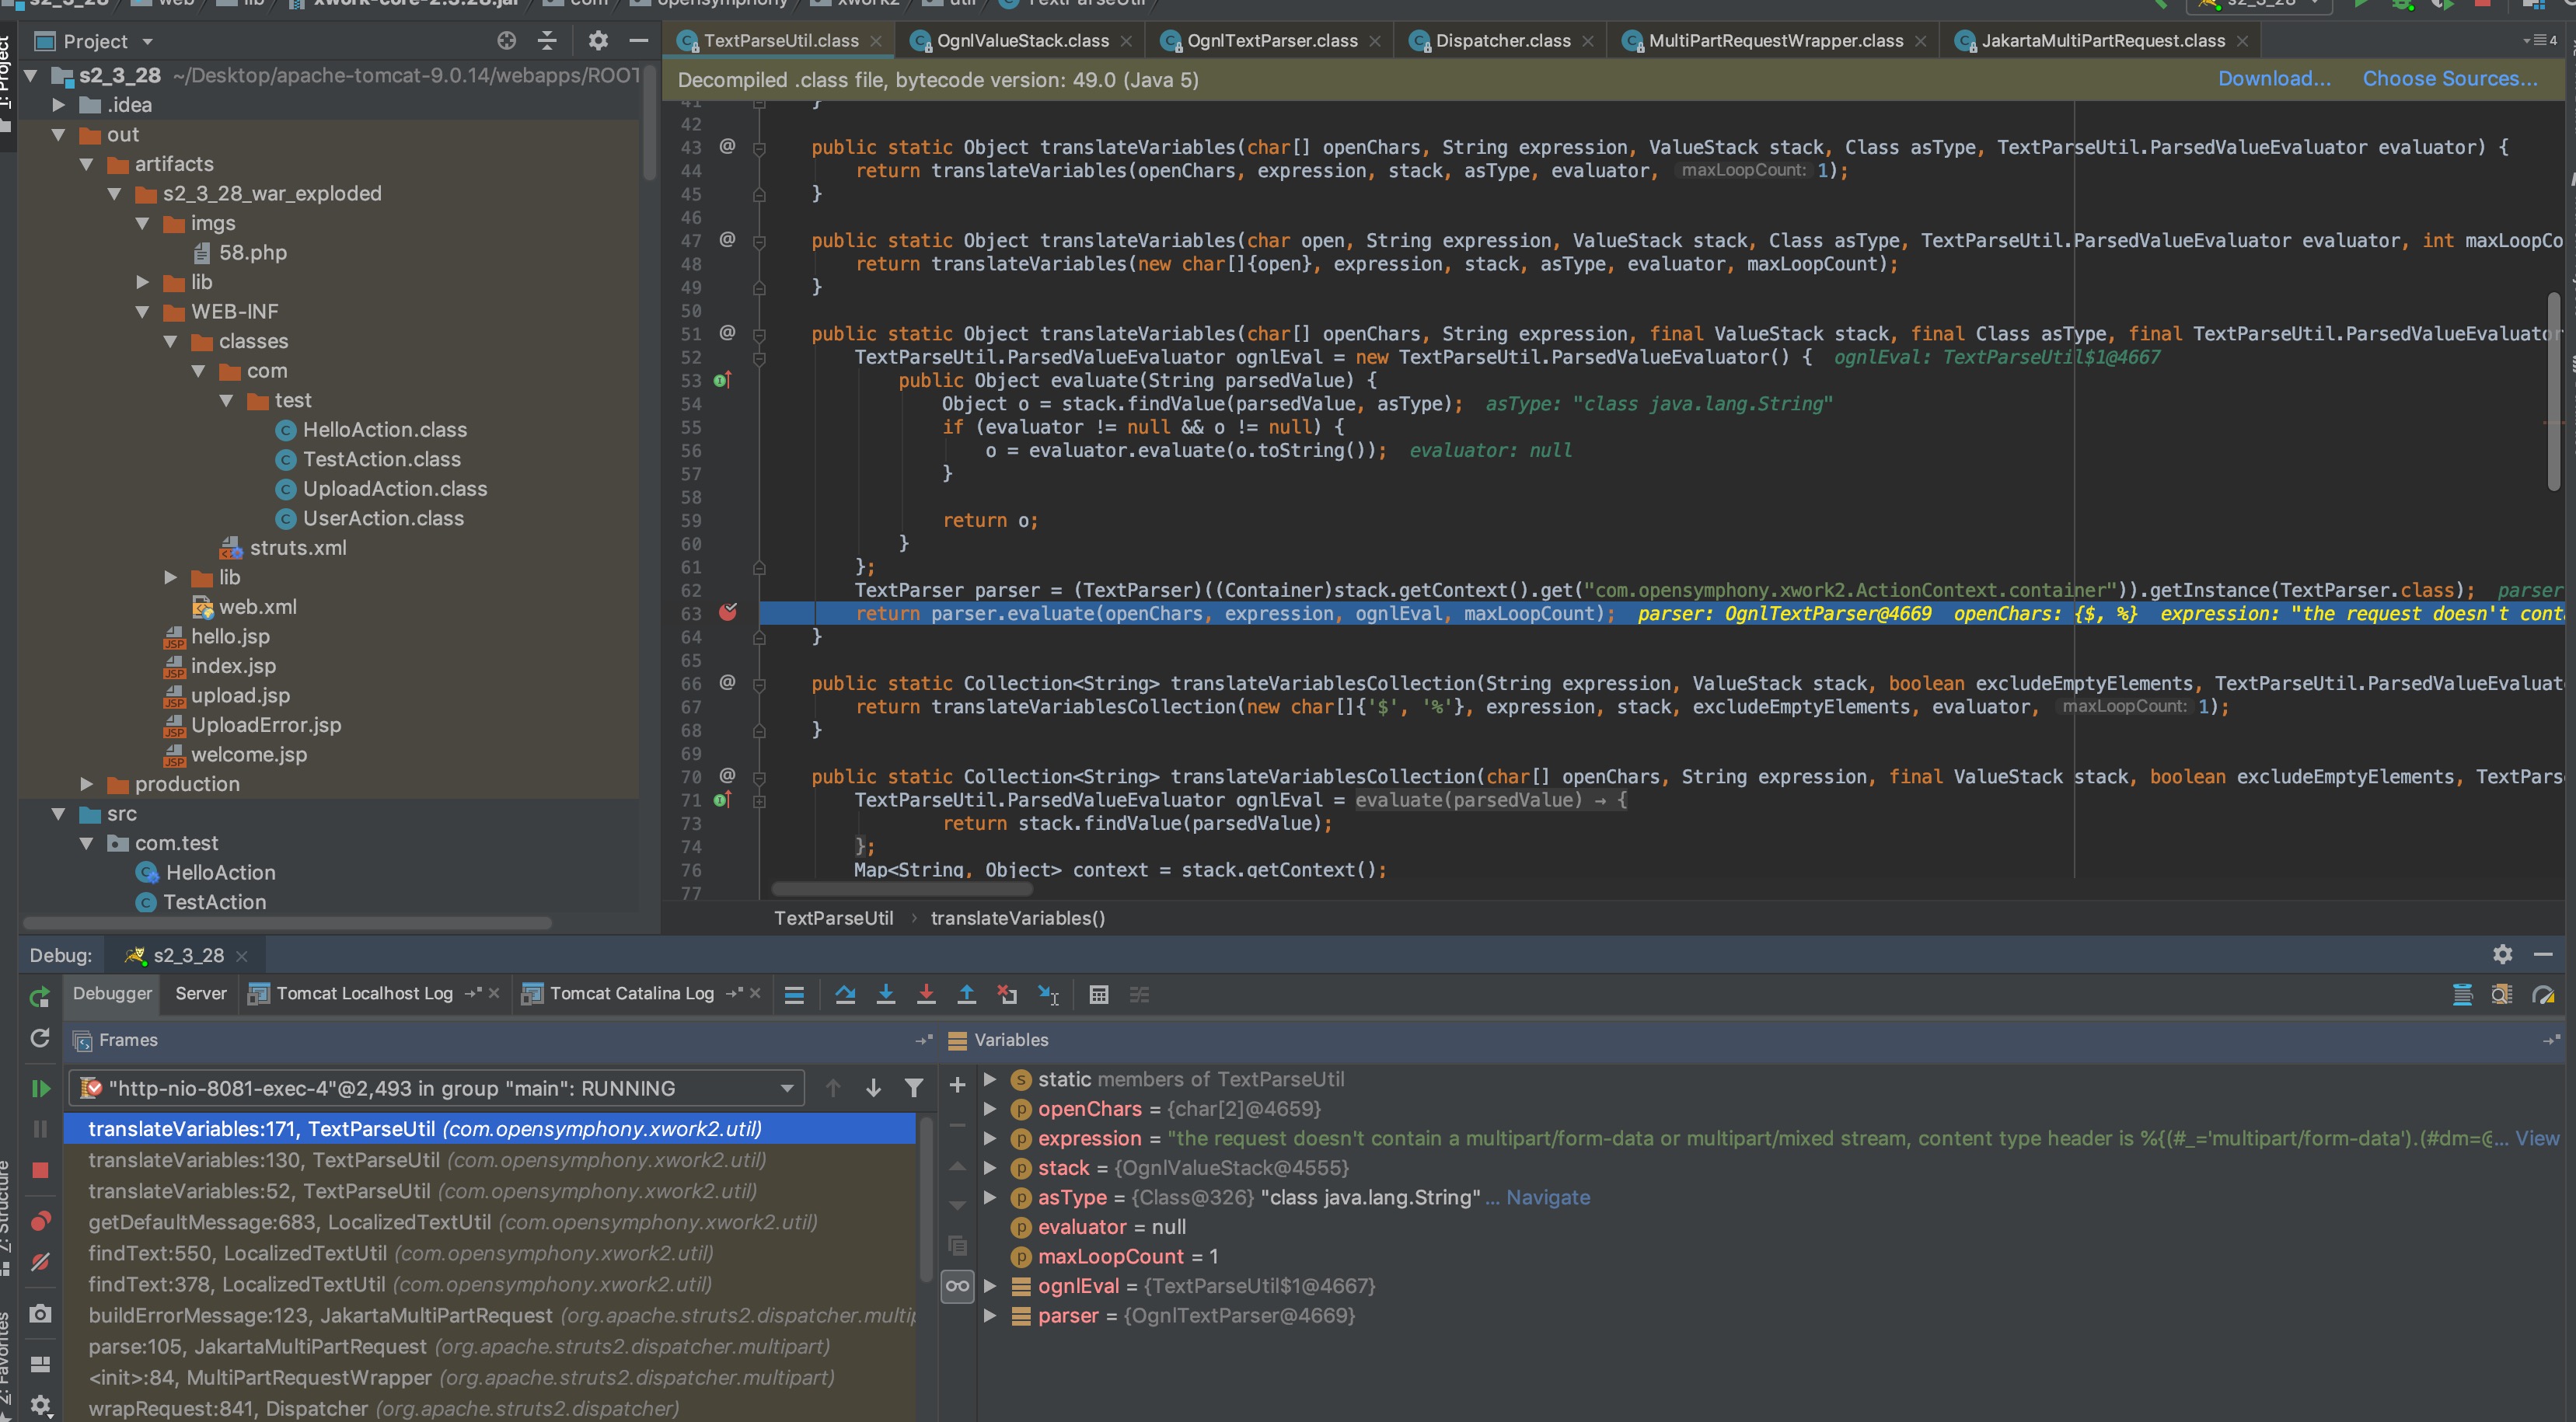 s2_3_28 web lib xwork-core-2.3.28.jar com opensymphony xwork2 util TextParseUtil s2_3_28
Project
TextParseUtil.class OgnlValueStack.class OgnlTextParser.class Dispatcher.class MultiPartRequestWrapper.class JakartaMultiPartRequest.class 4
1: Project
s2_3_28 ~/Desktop/apache-tomcat-9.0.14/webapps/ROOT
.idea
out
artifacts
s2_3_28_war_exploded
imgs
58.php
lib
WEB-INF
classes
com
test
HelloAction.class
TestAction.class
UploadAction.class
UserAction.class
struts.xml
lib
web.xml
hello.jsp
index.jsp
upload.jsp
UploadError.jsp
welcome.jsp
production
src
com.test
HelloAction
TestAction
Decompiled .class file, bytecode version: 49.0 (Java 5) Download... Choose Sources...
41 }
42
43 @ public static Object translateVariables(char[] openChars, String expression, ValueStack stack, Class asType, TextParseUtil.ParsedValueEvaluator evaluator) {
44 return translateVariables(openChars, expression, stack, asType, evaluator, maxLoopCount: 1);
45 }
46
47 @ public static Object translateVariables(char open, String expression, ValueStack stack, Class asType, TextParseUtil.ParsedValueEvaluator evaluator, int maxLoopCo
48 return translateVariables(new char[]{open}, expression, stack, asType, evaluator, maxLoopCount);
49 }
50
51 @ public static Object translateVariables(char[] openChars, String expression, final ValueStack stack, final Class asType, final TextParseUtil.ParsedValueEvaluator
52 TextParseUtil.ParsedValueEvaluator ognlEval = new TextParseUtil.ParsedValueEvaluator() { ognlEval: TextParseUtil$1@4667
53 public Object evaluate(String parsedValue) {
54 Object o = stack.findValue(parsedValue, asType); asType: "class java.lang.String"
55 if (evaluator != null && o != null) {
56 o = evaluator.evaluate(o.toString()); evaluator: null
57 }
58
59 return o;
60 }
61 };
62 TextParser parser = (TextParser)((Container)stack.getContext().get("com.opensymphony.xwork2.ActionContext.container")).getInstance(TextParser.class); parser
63 return parser.evaluate(openChars, expression, ognlEval, maxLoopCount); parser: OgnlTextParser@4669 openChars: {$, %} expression: "the request doesn't cont
64 }
65
66 @ public static Collection<String> translateVariablesCollection(String expression, ValueStack stack, boolean excludeEmptyElements, TextParseUtil.ParsedValueEvaluat
67 return translateVariablesCollection(new char[]{'$', '%'}, expression, stack, excludeEmptyElements, evaluator, maxLoopCount: 1);
68 }
69
70 @ public static Collection<String> translateVariablesCollection(char[] openChars, String expression, final ValueStack stack, boolean excludeEmptyElements, TextPars
71 TextParseUtil.ParsedValueEvaluator ognlEval = evaluate(parsedValue) → {
73 return stack.findValue(parsedValue);
74 };
76 Map<String, Object> context = stack.getContext();
77
TextParseUtil › translateVariables()
Debug: s2_3_28
Debugger Server Tomcat Localhost Log Tomcat Catalina Log
Frames
"http-nio-8081-exec-4"@2,493 in group "main": RUNNING
translateVariables:171, TextParseUtil (com.opensymphony.xwork2.util)
translateVariables:130, TextParseUtil (com.opensymphony.xwork2.util)
translateVariables:52, TextParseUtil (com.opensymphony.xwork2.util)
getDefaultMessage:683, LocalizedTextUtil (com.opensymphony.xwork2.util)
findText:550, LocalizedTextUtil (com.opensymphony.xwork2.util)
findText:378, LocalizedTextUtil (com.opensymphony.xwork2.util)
buildErrorMessage:123, JakartaMultiPartRequest (org.apache.struts2.dispatcher.multip
parse:105, JakartaMultiPartRequest (org.apache.struts2.dispatcher.multipart)
<init>:84, MultiPartRequestWrapper (org.apache.struts2.dispatcher.multipart)
wrapRequest:841, Dispatcher (org.apache.struts2.dispatcher)
Variables
static members of TextParseUtil
openChars = {char[2]@4659}
expression = "the request doesn't contain a multipart/form-data or multipart/mixed stream, content type header is %{(#_='multipart/form-data').(#dm=@... View
stack = {OgnlValueStack@4555}
asType = {Class@326} "class java.lang.String" ... Navigate
evaluator = null
maxLoopCount = 1
ognlEval = {TextParseUtil$1@4667}
parser = {OgnlTextParser@4669}
7: Structure
2: Favorites